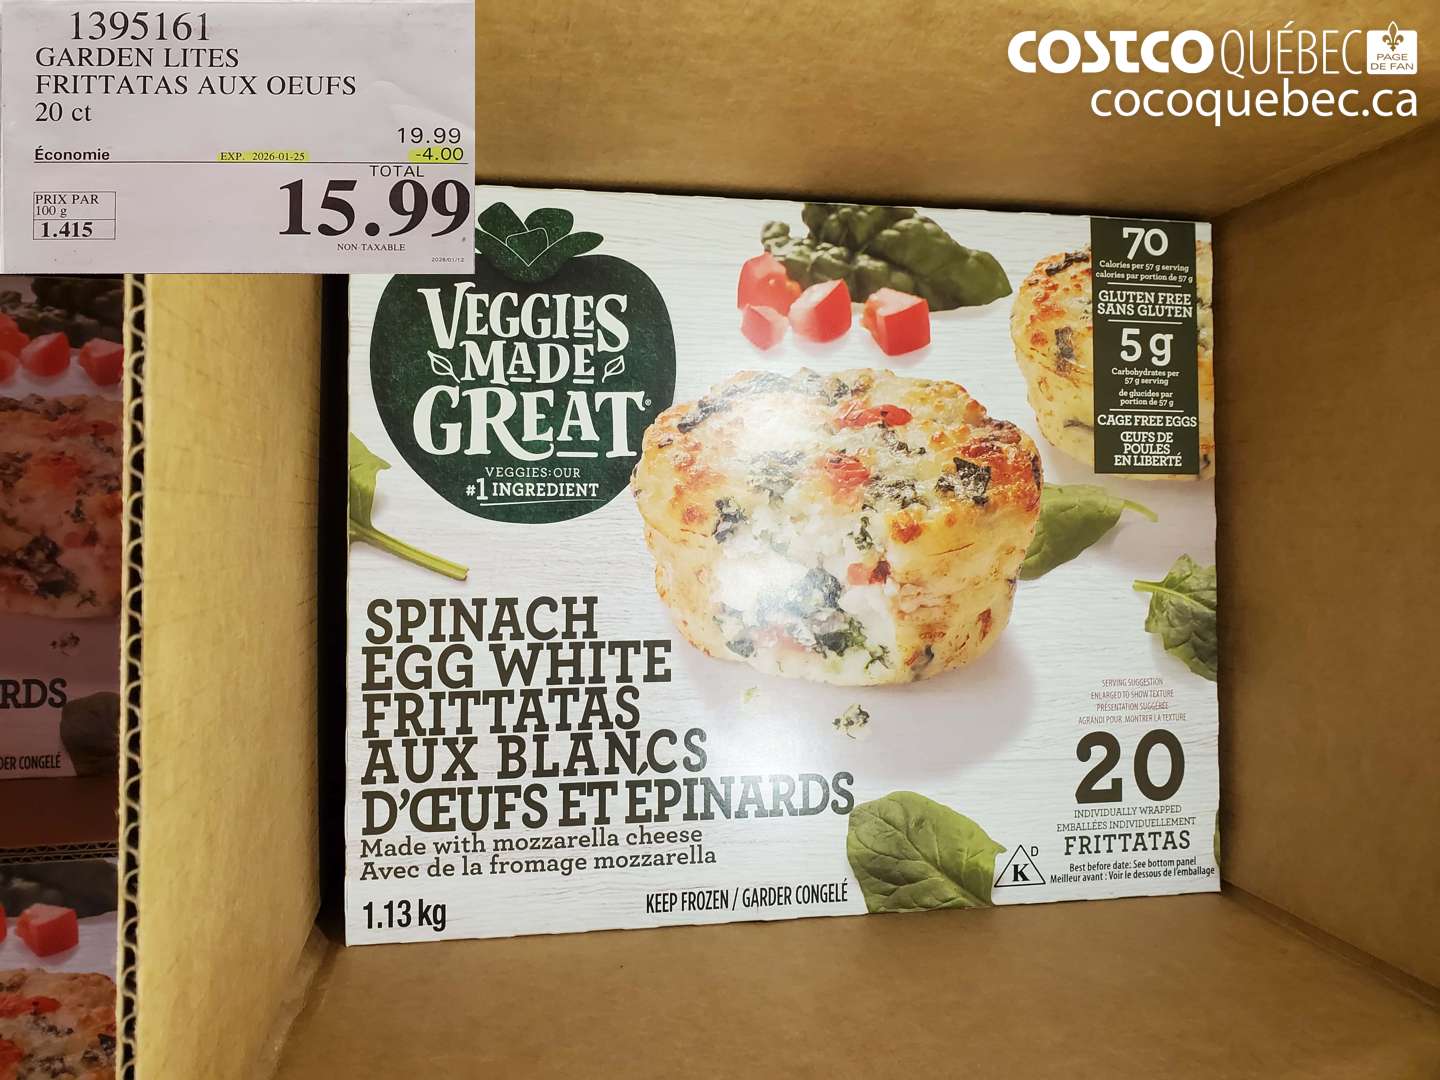 1395161
GARDEN LITES
FRITTATAS AUX OEUFS
20 ct
19.99
Économie EXP. 2026-01-25 -4.00
TOTAL
15.99
PRIX PAR
100 g
1.415
NON TAXABLE
2026/01/12
COSTCO QUÉBEC
PAGE
DE FAN
cocoquebec.ca
VEGGIES
MADE
GREAT®
VEGGIES: OUR
#1 INGREDIENT
70
Calories per 57 g serving
calories par portion de 57 g
GLUTEN FREE
SANS GLUTEN
5 g
Carbohydrates per
57 g serving
de glucides par
portion de 57 g
CAGE FREE EGGS
ŒUFS DE
POULES
EN LIBERTÉ
SPINACH
EGG WHITE
FRITTATAS
AUX BLANCS
D'ŒUFS ET ÉPINARDS
Made with mozzarella cheese
Avec de la fromage mozzarella
1.13 kg
KEEP FROZEN / GARDER CONGELÉ
SERVING SUGGESTION
ENLARGED TO SHOW TEXTURE
PRÉSENTATION SUGGÉRÉE
AGRANDI POUR MONTRER LA TEXTURE
20
INDIVIDUALLY WRAPPED
EMBALLÉES INDIVIDUELLEMENT
FRITTATAS
K D
Best before date: See bottom panel
Meilleur avant : Voir le dessous de l'emballage
RDS
DER CONGELÉ